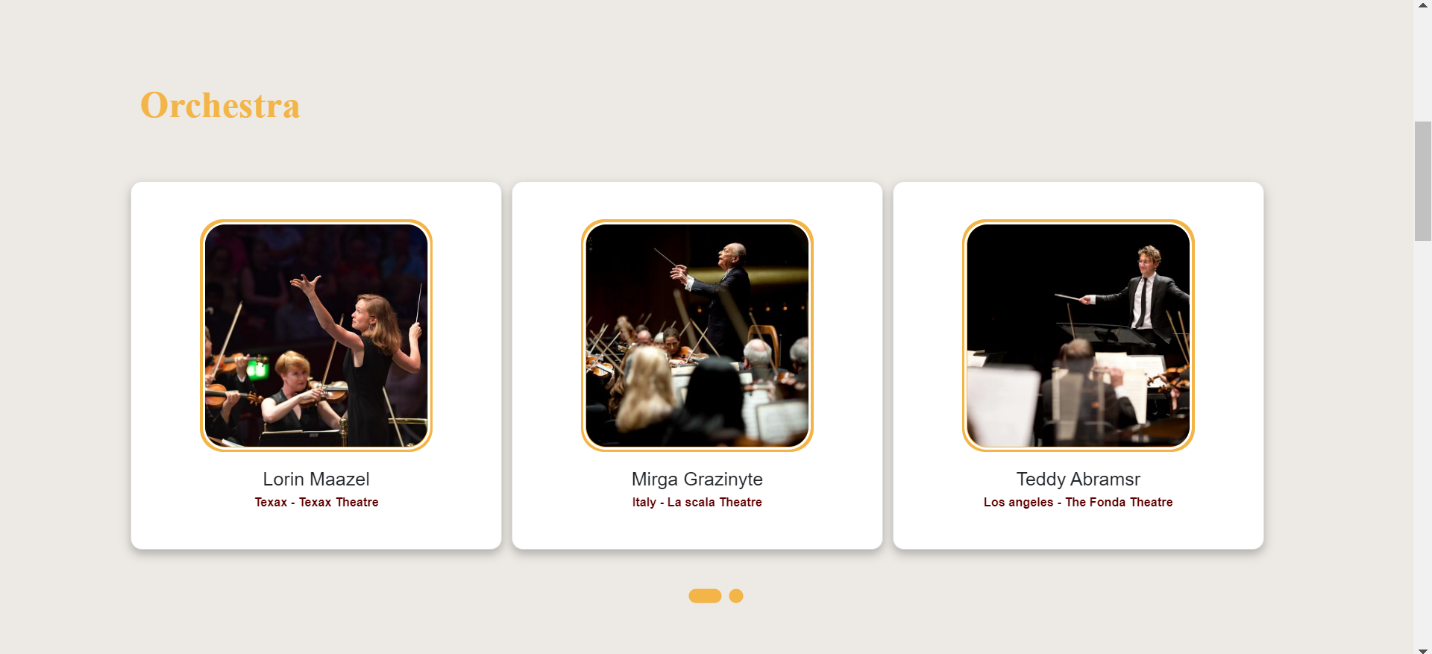 Orchestra
Lorin Maazel
Texax - Texax Theatre
Mirga Grazinyte
Italy - La scala Theatre
Teddy Abramsr
Los angeles - The Fonda Theatre